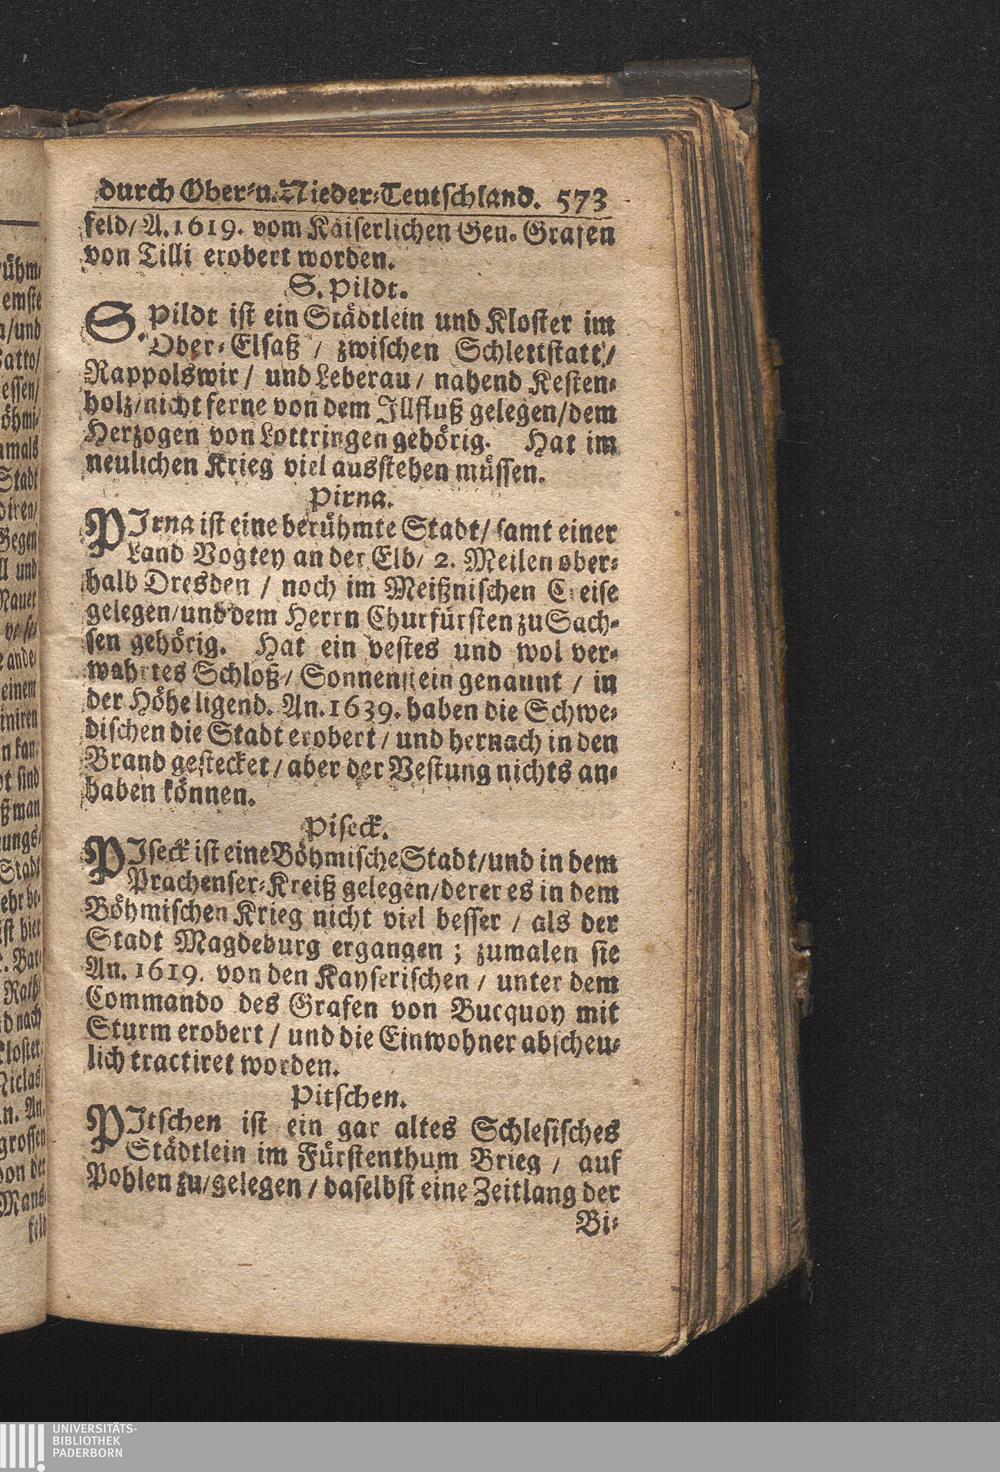 durch Ober-u. Nieder-Teutschland. 573
feld/ A. 1619. vom Käiserlichen Gen. Grafen
von Tilli erobert worden.
S. Pildt.
S. Pildt ist ein Städtlein und Kloster im
Ober-Elsaß / zwischen Schlettstatt/
Rappolswir / und Leberau / nahend Kesten-
holz/nicht ferne von dem Illfluß gelegen/dem
Herzogen von Lottringen gehörig. Hat im
neulichen Krieg viel ausstehen müssen.
Pirna.
PIrna ist eine berühmte Stadt/ samt einer
Land Vogtey an der Elb/ 2. Meilen ober-
halb Dresden / noch im Meißnischen Creise
gelegen/und dem Herrn Churfürsten zu Sach-
sen gehörig. Hat ein vestes und wol ver-
wahrtes Schloß/ Sonnenstein genannt / in
der Höhe ligend. An. 1639. haben die Schwe-
dischen die Stadt erobert / und hernach in den
Brand gestecket / aber der Vestung nichts an-
haben können.
Piseck.
PIseck ist eine Böhmische Stadt/und in dem
Prachenser-Kreiß gelegen/derer es in dem
Böhmischen Krieg nicht viel besser / als der
Stadt Magdeburg ergangen ; zumalen sie
An. 1619. von den Kayserischen / unter dem
Commando des Grafen von Bucquoy mit
Sturm erobert / und die Einwohner abscheu-
lich tractiret worden.
Pitschen.
PItschen ist ein gar altes Schlesisches
Städtlein im Fürstenthum Brieg / auf
Pohlen zu/gelegen / daselbst eine Zeitlang der
Bi-
UNIVERSITÄTS-
BIBLIOTHEK
PADERBORN